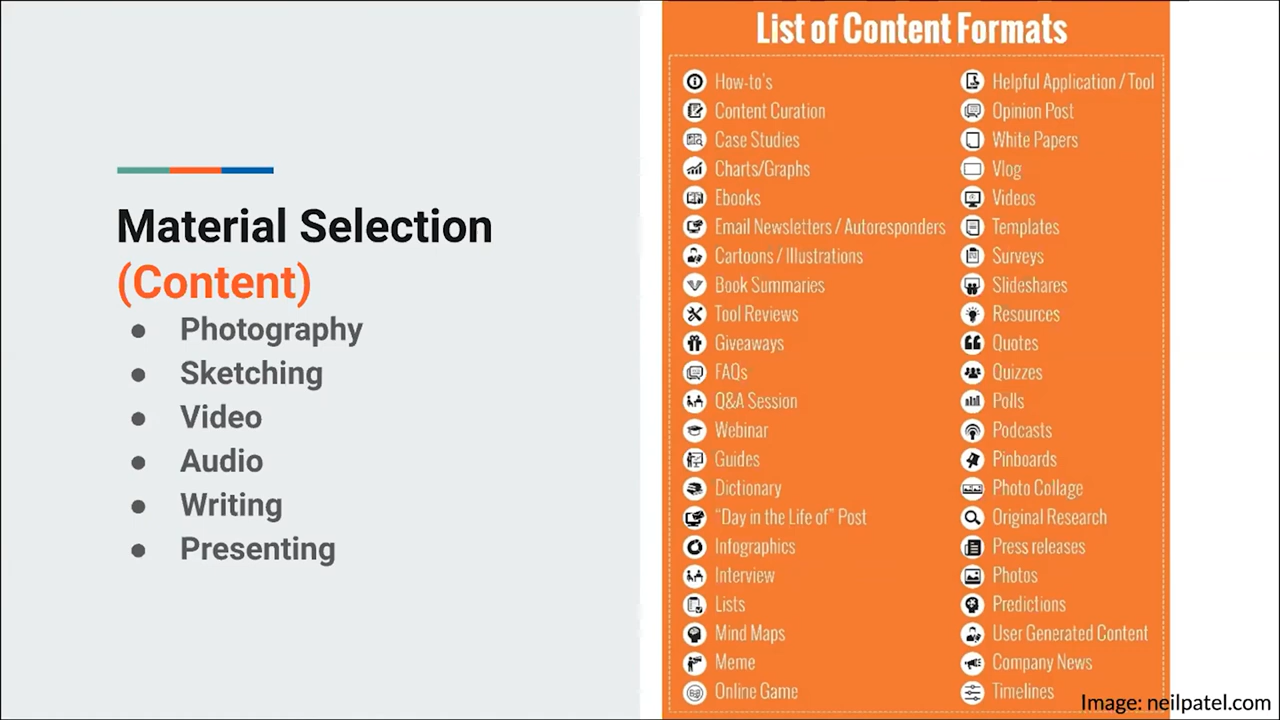 Material Selection
(Content)
● Photography
● Sketching
● Video
● Audio
● Writing
● Presenting
List of Content Formats
How-to's
Content Curation
Case Studies
Charts/Graphs
Ebooks
Email Newsletters / Autoresponders
Cartoons / Illustrations
Book Summaries
Tool Reviews
Giveaways
FAQs
Q&A Session
Webinar
Guides
Dictionary
“Day in the Life of” Post
Infographics
Interview
Lists
Mind Maps
Meme
Online Game
Helpful Application / Tool
Opinion Post
White Papers
Vlog
Videos
Templates
Surveys
Slideshares
Resources
Quotes
Quizzes
Polls
Podcasts
Pinboards
Photo Collage
Original Research
Press releases
Photos
Predictions
User Generated Content
Company News
Timelines
Image: neilpatel.com